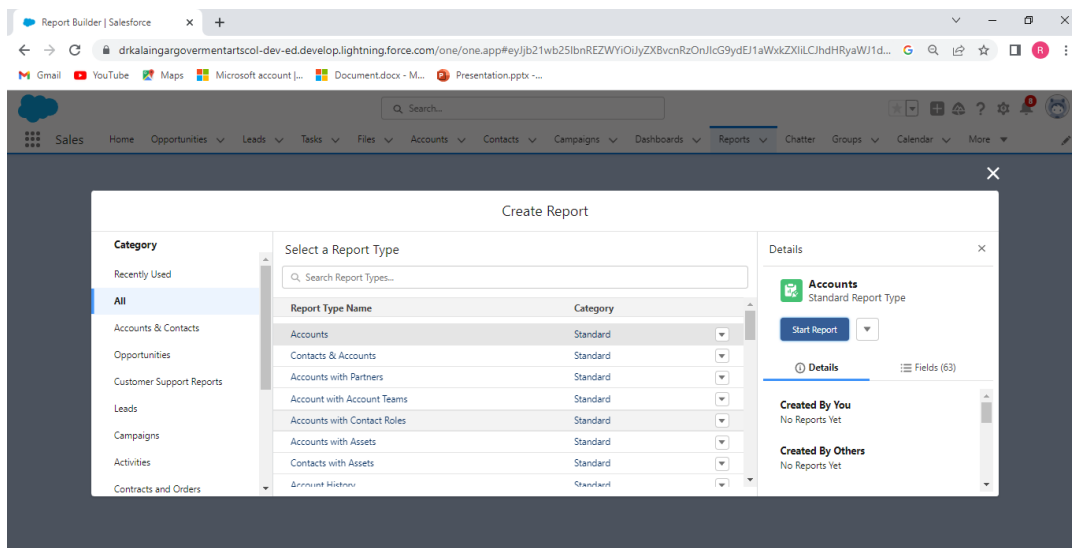 Report Builder | Salesforce
drkalaingargovermentartscol-dev-ed.develop.lightning.force.com/one/one.app#eyJjb21wb25lbnREZWYiOiJyZXBvcnRzOnJlcG9ydEJ1aWxkZXIiLCJhdHRyaWJ1d...
G
R
Gmail YouTube Maps Microsoft account |... Document.docx - M... Presentation.pptx -...
Search...
8
Sales Home Opportunities Leads Tasks Files Accounts Contacts Campaigns Dashboards Reports Chatter Groups Calendar More
Create Report
Category
Recently Used
All
Accounts & Contacts
Opportunities
Customer Support Reports
Leads
Campaigns
Activities
Contracts and Orders
Select a Report Type
Search Report Types...
Report Type Name Category
Accounts Standard
Contacts & Accounts Standard
Accounts with Partners Standard
Account with Account Teams Standard
Accounts with Contact Roles Standard
Accounts with Assets Standard
Contacts with Assets Standard
Account History Standard
Details
Accounts
Standard Report Type
Start Report
Details Fields (63)
Created By You
No Reports Yet
Created By Others
No Reports Yet